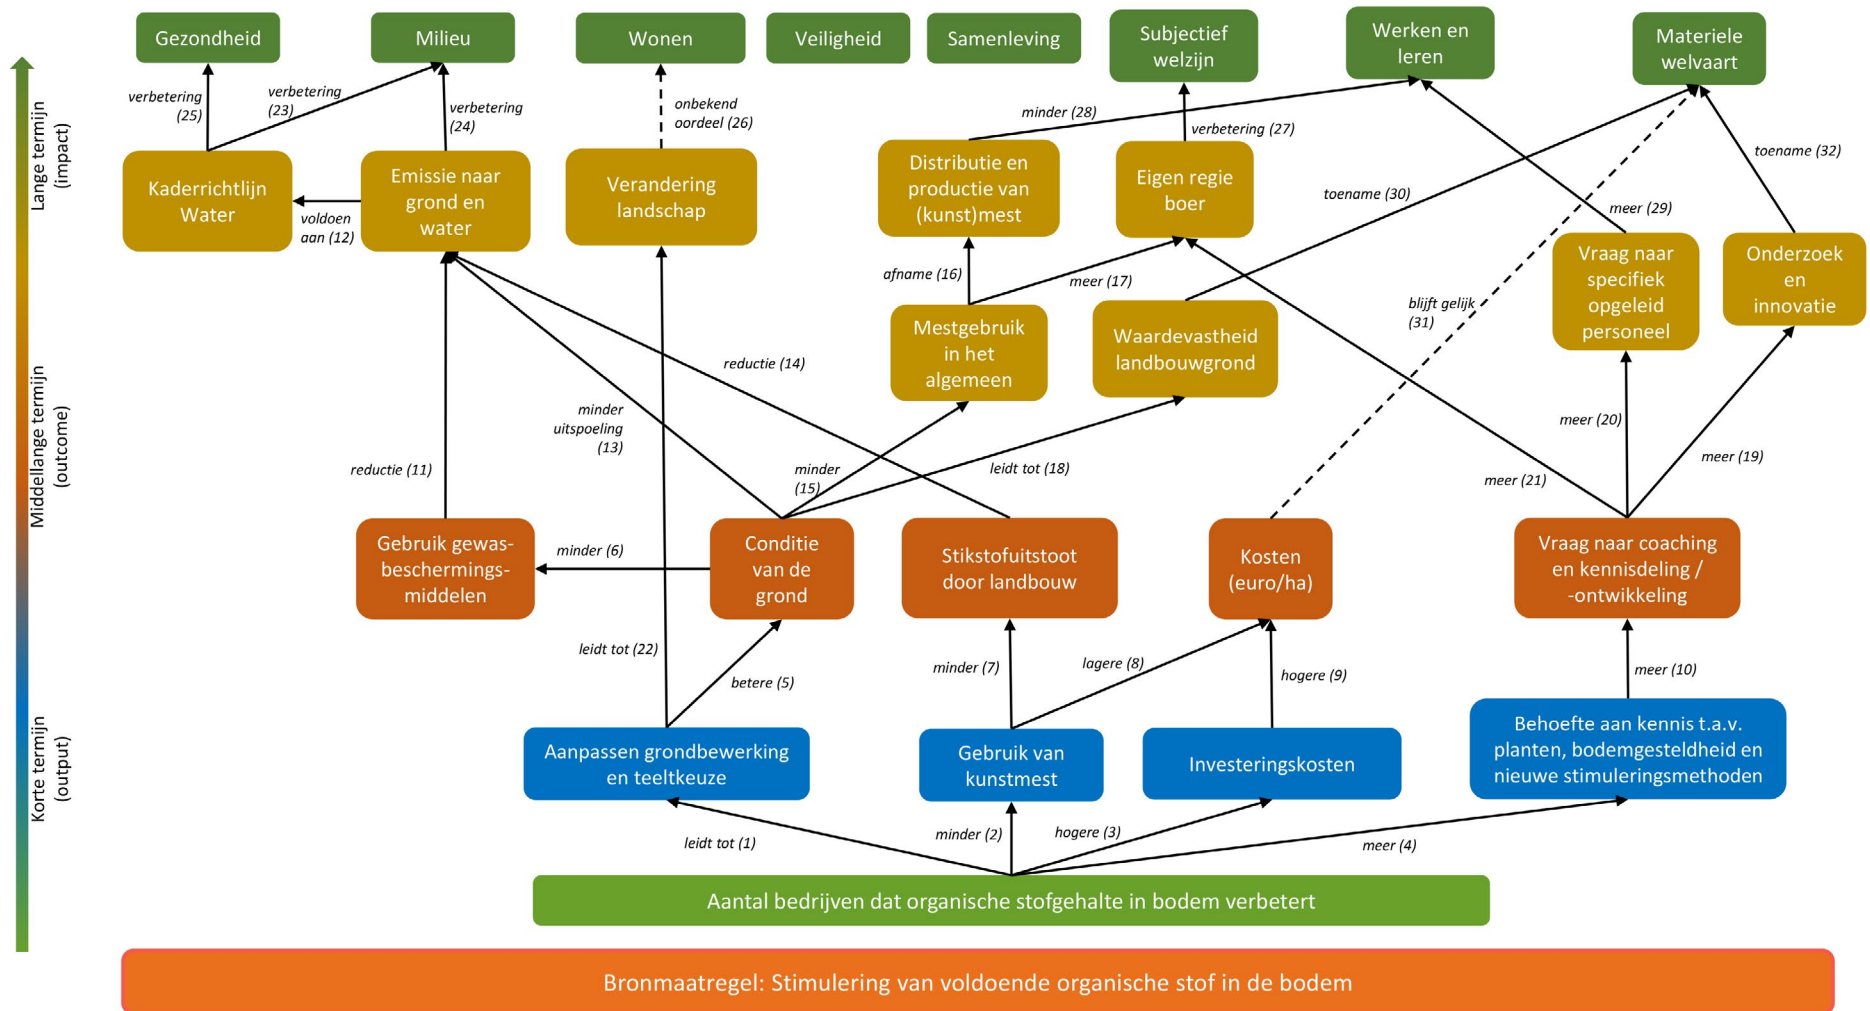 Gezondheid
Milieu
Wonen
Veiligheid
Samenleving
Subjectief
welzijn
Werken en
leren
Materiele
welvaart
verbetering
(25)
verbetering
(23)
verbetering
(24)
onbekend
oordeel (26)
minder (28)
verbetering (27)
toename (32)
Lange termijn
(impact)
Kaderrichtlijn
Water
voldoen
aan (12)
Emissie naar
grond en
water
Verandering
landschap
Distributie en
productie van
(kunst)mest
Eigen regie
boer
toename (30)
meer (29)
Vraag naar
specifiek
opgeleid
personeel
Onderzoek
en
innovatie
afname (16)
meer (17)
blijft gelijk
(31)
Mestgebruik
in het
algemeen
Waardevastheid
landbouwgrond
reductie (14)
Middellange termijn
(outcome)
minder
uitspoeling
(13)
reductie (11)
minder
(15)
leidt tot (18)
meer (20)
meer (19)
meer (21)
Gebruik gewas-
beschermings-
middelen
minder (6)
Conditie
van de
grond
Stikstofuitstoot
door landbouw
Kosten
(euro/ha)
Vraag naar coaching
en kennisdeling /
-ontwikkeling
leidt tot (22)
betere (5)
minder (7)
lagere (8)
hogere (9)
meer (10)
Korte termijn
(output)
Aanpassen grondbewerking
en teeltkeuze
Gebruik van
kunstmest
Investeringskosten
Behoefte aan kennis t.a.v.
planten, bodemgesteldheid en
nieuwe stimuleringsmethoden
leidt tot (1)
minder (2)
hogere (3)
meer (4)
Aantal bedrijven dat organische stofgehalte in bodem verbetert
Bronmaatregel: Stimulering van voldoende organische stof in de bodem